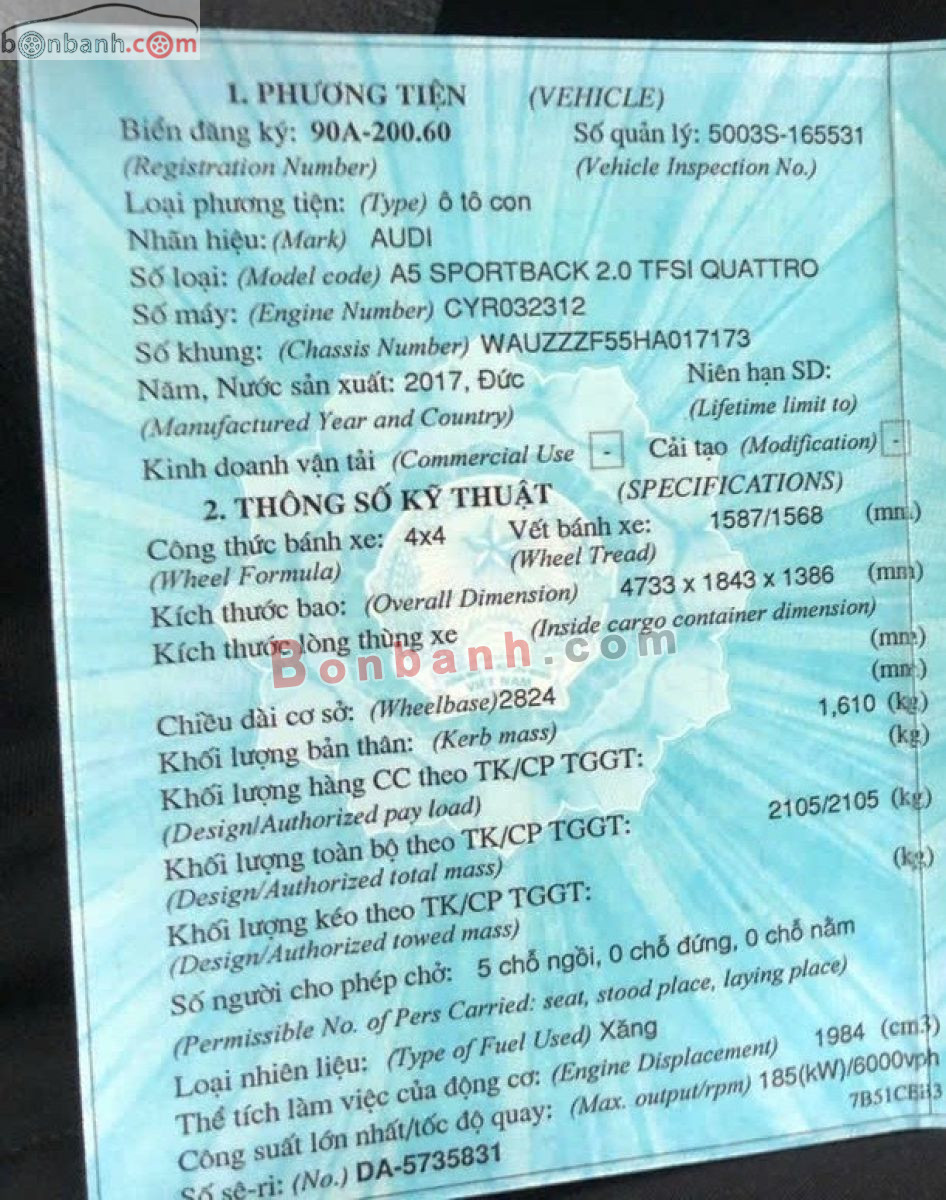 bonbanh.com
1. PHƯƠNG TIỆN (VEHICLE)
Biển đăng ký: 90A-200.60 Số quản lý: 5003S-165531
(Registration Number) (Vehicle Inspection No.)
Loại phương tiện: (Type) ô tô con
Nhãn hiệu: (Mark) AUDI
Số loại: (Model code) A5 SPORTBACK 2.0 TFSI QUATTRO
Số máy: (Engine Number) CYR032312
Số khung: (Chassis Number) WAUZZZF55HA017173
Năm, Nước sản xuất: 2017, Đức Niên hạn SD:
(Manufactured Year and Country) (Lifetime limit to)
Kinh doanh vận tải (Commercial Use - Cải tạo (Modification) -
2. THÔNG SỐ KỸ THUẬT (SPECIFICATIONS)
Công thức bánh xe: 4x4 Vết bánh xe: 1587/1568 (mm)
(Wheel Formula) (Wheel Tread)
Kích thước bao: (Overall Dimension) 4733 x 1843 x 1386 (mm)
Kích thước lòng thùng xe (Inside cargo container dimension)
(mm)
Bonbanh.com
VIỆT NAM
(mm)
Chiều dài cơ sở: (Wheelbase)2824
Khối lượng bản thân: (Kerb mass) 1,610 (kg)
Khối lượng hàng CC theo TK/CP TGGT: (kg)
(Design/Authorized pay load)
Khối lượng toàn bộ theo TK/CP TGGT: 2105/2105 (kg)
(Design/Authorized total mass)
Khối lượng kéo theo TK/CP TGGT: (kg)
(Design/Authorized towed mass)
Số người cho phép chở: 5 chỗ ngồi, 0 chỗ đứng, 0 chỗ nằm
(Permissible No. of Pers Carried: seat, stood place, laying place)
Loại nhiên liệu: (Type of Fuel Used) Xăng
Thể tích làm việc của động cơ: (Engine Displacement) 1984 (cm3)
Công suất lớn nhất/tốc độ quay: (Max. output/rpm) 185(kW)/6000vph
Số sê-ri: (No.) DA-5735831